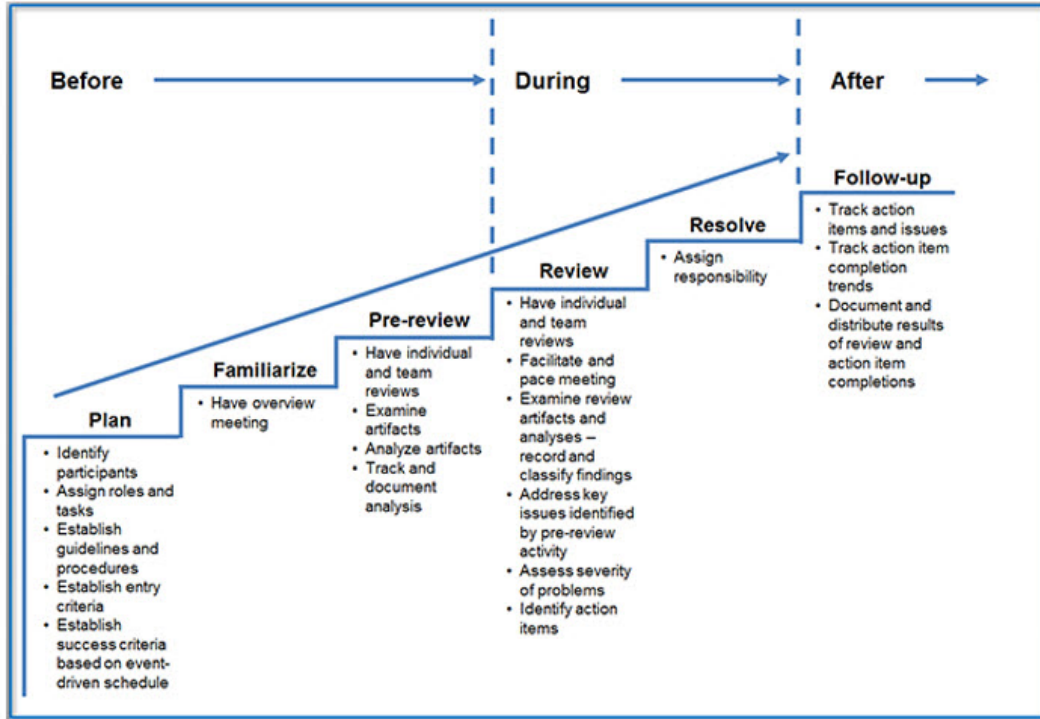 Before
During
After
Plan
• Identify
participants
• Assign roles and
tasks
• Establish
guidelines and
procedures
• Establish entry
criteria
• Establish
success criteria
based on event-
driven schedule
Familiarize
• Have overview
meeting
Pre-review
• Have individual
and team
reviews
• Examine
artifacts
• Analyze artifacts
• Track and
document
analysis
Review
• Have individual
and team
reviews
• Facilitate and
pace meeting
• Examine review
artifacts and
analyses –
record and
classify findings
• Address key
issues identified
by pre-review
activity
• Assess severity
of problems
• Identify action
items
Resolve
• Assign
responsibility
Follow-up
• Track action
items and issues
• Track action item
completion
trends
• Document and
distribute results
of review and
action item
completions